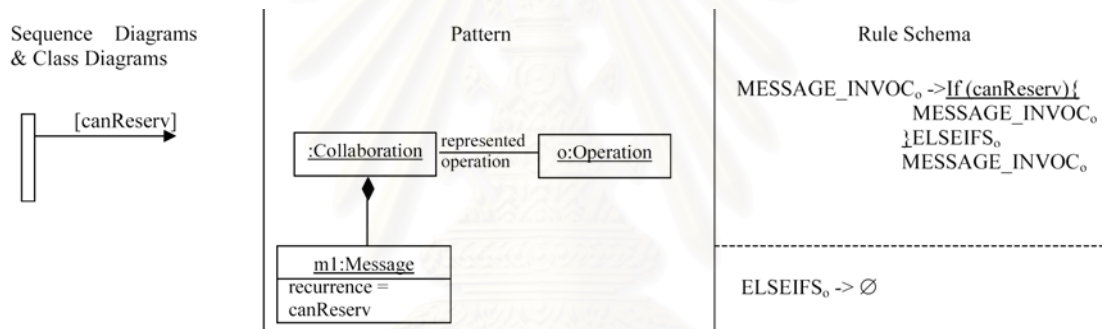 Sequence Diagrams
& Class Diagrams
[canReserv]
Pattern
:Collaboration
represented
operation
o:Operation
m1:Message
recurrence =
canReserv
Rule Schema
MESSAGE_INVOCₒ ->If (canReserv){
MESSAGE_INVOCₒ
}ELSEIFSₒ
MESSAGE_INVOCₒ
ELSEIFSₒ -> ∅